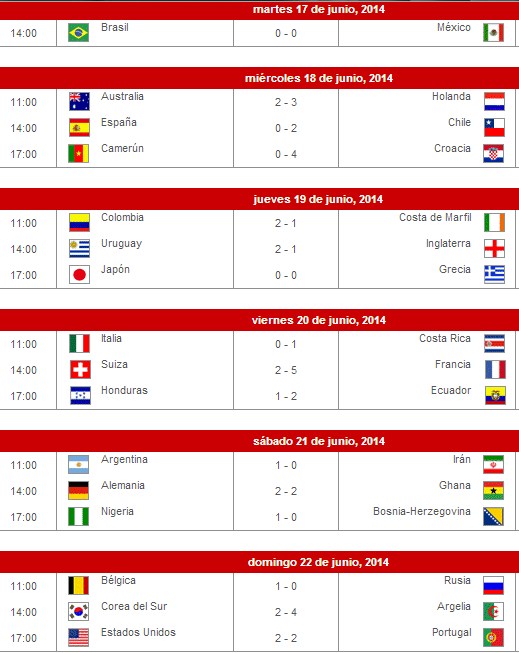 martes 17 de junio, 2014
14:00 Brasil 0 - 0 México
miércoles 18 de junio, 2014
11:00 Australia 2 - 3 Holanda
14:00 España 0 - 2 Chile
17:00 Camerún 0 - 4 Croacia
jueves 19 de junio, 2014
11:00 Colombia 2 - 1 Costa de Marfil
14:00 Uruguay 2 - 1 Inglaterra
17:00 Japón 0 - 0 Grecia
viernes 20 de junio, 2014
11:00 Italia 0 - 1 Costa Rica
14:00 Suiza 2 - 5 Francia
17:00 Honduras 1 - 2 Ecuador
sábado 21 de junio, 2014
11:00 Argentina 1 - 0 Irán
14:00 Alemania 2 - 2 Ghana
17:00 Nigeria 1 - 0 Bosnia-Herzegovina
domingo 22 de junio, 2014
11:00 Bélgica 1 - 0 Rusia
14:00 Corea del Sur 2 - 4 Argelia
17:00 Estados Unidos 2 - 2 Portugal